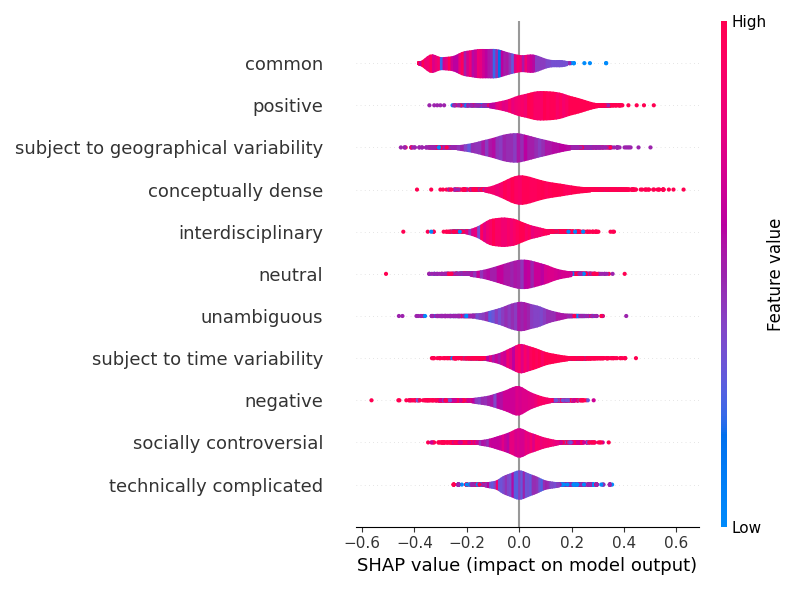 High
common
positive
subject to geographical variability
conceptually dense
interdisciplinary
neutral
unambiguous
subject to time variability
negative
socially controversial
technically complicated
Feature value
Low
−0.6 −0.4 −0.2 0.0 0.2 0.4 0.6
SHAP value (impact on model output)